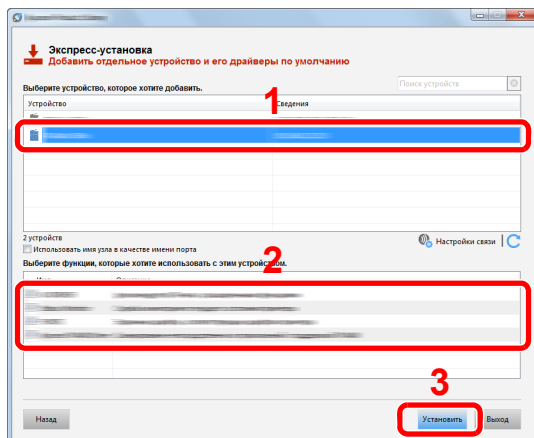 Экспресс-установка
Добавить отдельное устройство и его драйверы по умолчанию
Выберите устройство, которое хотите добавить.
Поиск устройств
1
Устройство Сведения
2 устройств
Настройки связи
Использовать имя узла в качестве имени порта
2
Выберите функции, которые хотите использовать с этим устройством.
3
Назад Установить Выход